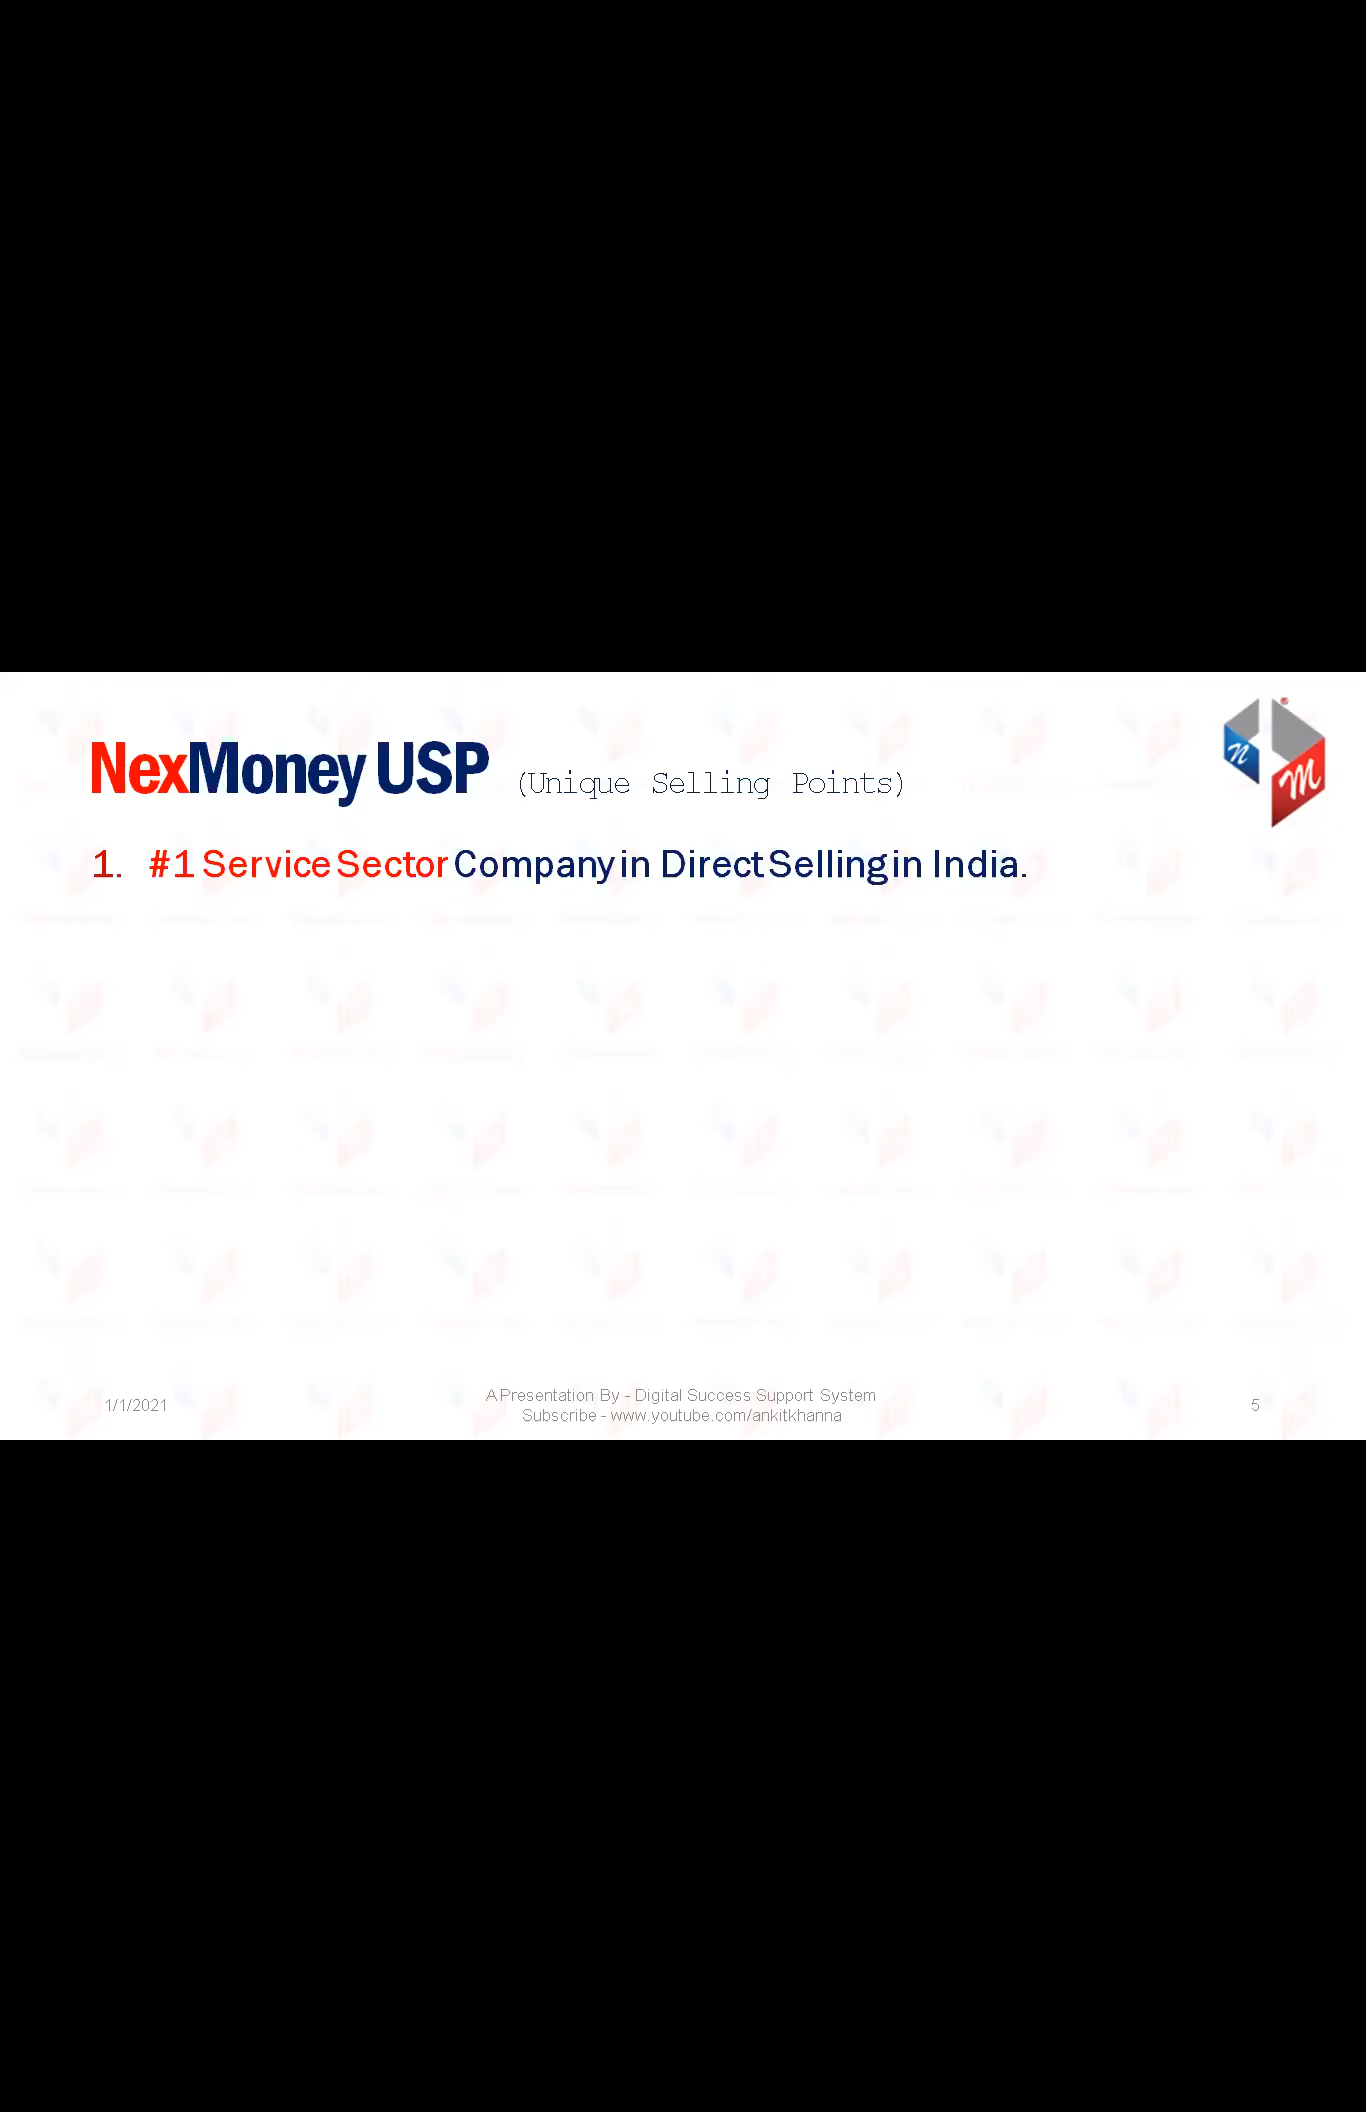 NexMoney USP (Unique Selling Points)
n m
1. #1 Service Sector Company in Direct Selling in India.
1/1/2021
A Presentation By - Digital Success Support System
Subscribe - www.youtube.com/ankitkhanna
5